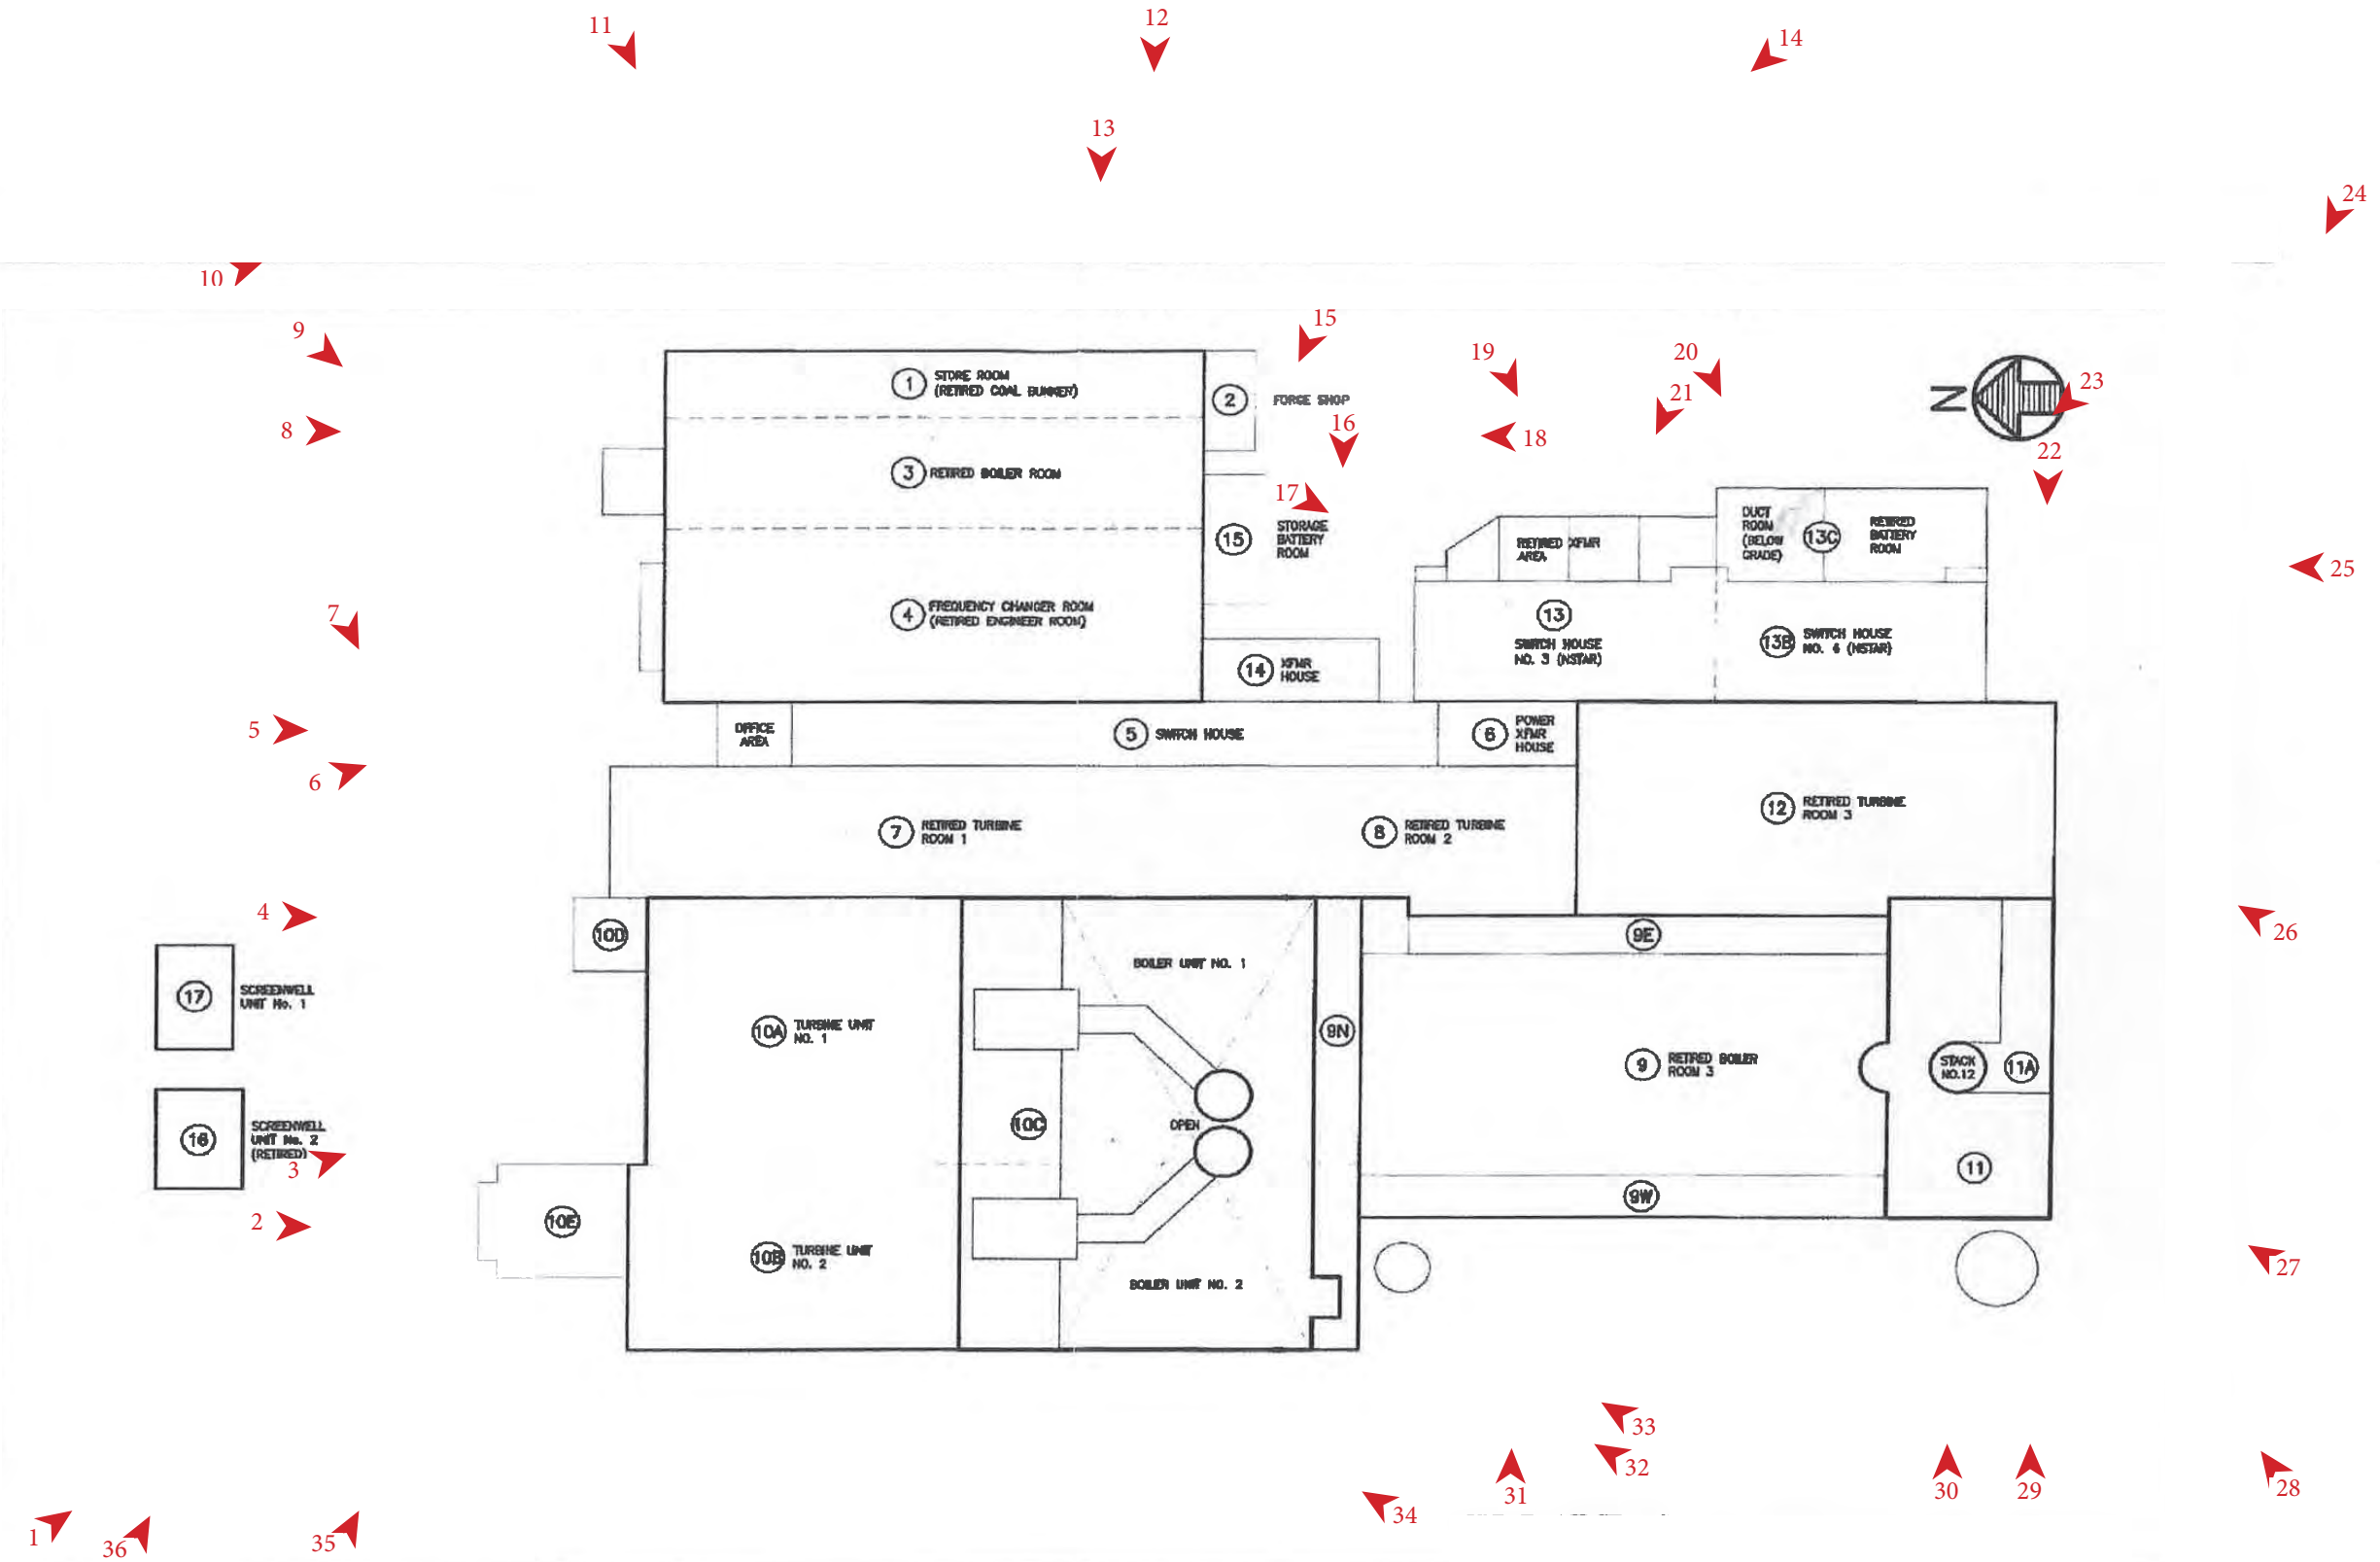 11
12
14
13
24
10
9
15
19
20
21
23
1
STORE ROOM
(RETIRED COAL BUNKER)
2
FORGE SHOP
N
8
16
18
22
3
RETIRED BOILER ROOM
17
15
STORAGE
BATTERY
ROOM
RETIRED XFMR
AREA
DUCT
ROOM
(BELOW
GRADE)
13C
RETIRED
BATTERY
ROOM
25
7
4
FREQUENCY CHANGER ROOM
(RETIRED ENGINEER ROOM)
14
XFMR
HOUSE
13
SWITCH HOUSE
NO. 3 (NSTAR)
13B
SWITCH HOUSE
NO. 4 (NSTAR)
5
6
OFFICE
AREA
5
SWITCH HOUSE
6
POWER
XFMR
HOUSE
7
RETIRED TURBINE
ROOM 1
8
RETIRED TURBINE
ROOM 2
12
RETIRED TURBINE
ROOM 3
4
10D
9E
26
17
SCREENWELL
UNIT No. 1
10A
TURBINE UNIT
NO. 1
BOILER UNIT NO. 1
9N
9
RETIRED BOILER
ROOM 3
STACK
NO.12
11A
16
SCREENWELL
UNIT No. 2
(RETIRED)
3
10C
OPEN
11
2
10E
10B
TURBINE UNIT
NO. 2
BOILER UNIT NO. 2
9W
27
33
32
31
30
29
28
34
1
36
35